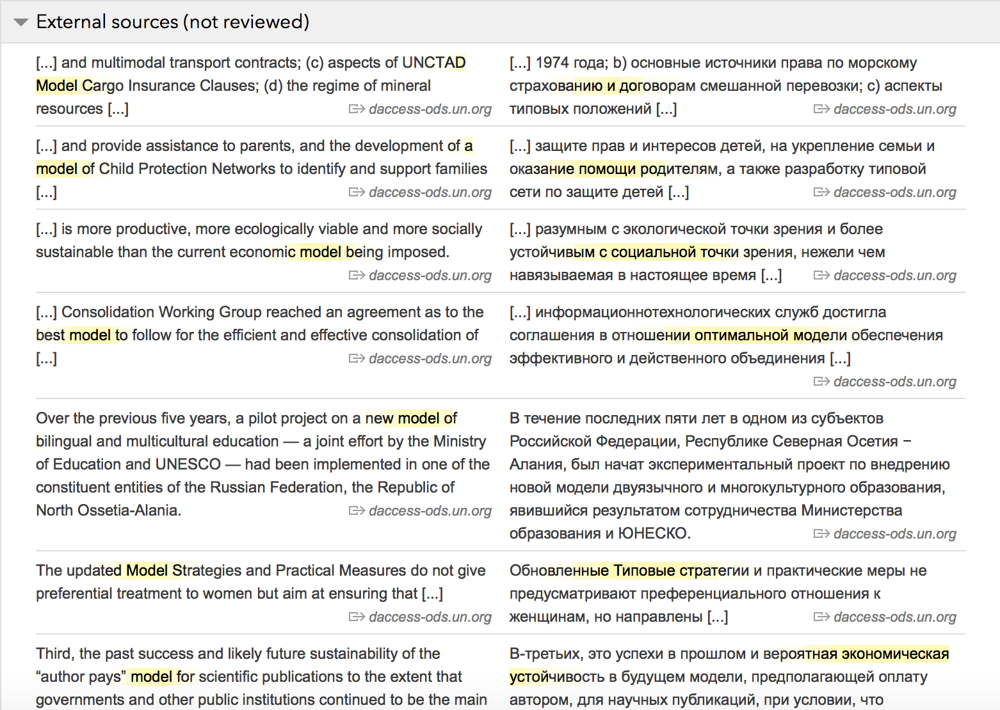 External sources (not reviewed)
[...] and multimodal transport contracts; (c) aspects of UNCTAD
Model Cargo Insurance Clauses; (d) the regime of mineral
resources [...]
daccess-ods.un.org
[...] 1974 года; b) основные источники права по морскому
страхованию и договорам смешанной перевозки; c) аспекты
типовых положений [...]
daccess-ods.un.org
[...] and provide assistance to parents, and the development of a
model of Child Protection Networks to identify and support families
[...]
daccess-ods.un.org
[...] защите прав и интересов детей, на укрепление семьи и
оказание помощи родителям, а также разработку типовой
сети по защите детей [...]
daccess-ods.un.org
[...] is more productive, more ecologically viable and more socially
sustainable than the current economic model being imposed.
daccess-ods.un.org
[...] разумным с экологической точки зрения и более
устойчивым с социальной точки зрения, нежели чем
навязываемая в настоящее время [...]
daccess-ods.un.org
[...] Consolidation Working Group reached an agreement as to the
best model to follow for the efficient and effective consolidation of
[...]
daccess-ods.un.org
[...] информационнотехнологических служб достигла
соглашения в отношении оптимальной модели обеспечения
эффективного и действенного объединения [...]
daccess-ods.un.org
Over the previous five years, a pilot project on a new model of
bilingual and multicultural education — a joint effort by the Ministry
of Education and UNESCO — had been implemented in one of the
constituent entities of the Russian Federation, the Republic of
North Ossetia-Alania.
daccess-ods.un.org
В течение последних пяти лет в одном из субъектов
Российской Федерации, Республике Северная Осетия −
Алания, был начат экспериментальный проект по внедрению
новой модели двуязычного и многокультурного образования,
явившийся результатом сотрудничества Министерства
образования и ЮНЕСКО.
daccess-ods.un.org
The updated Model Strategies and Practical Measures do not give
preferential treatment to women but aim at ensuring that [...]
daccess-ods.un.org
Обновленные Типовые стратегии и практические меры не
предусматривают преференциального отношения к
женщинам, но направлены [...]
daccess-ods.un.org
Third, the past success and likely future sustainability of the
“author pays” model for scientific publications to the extent that
governments and other public institutions continued to be the main
В-третьих, это успехи в прошлом и вероятная экономическая
устойчивость в будущем модели, предполагающей оплату
автором, для научных публикаций, при условии, что